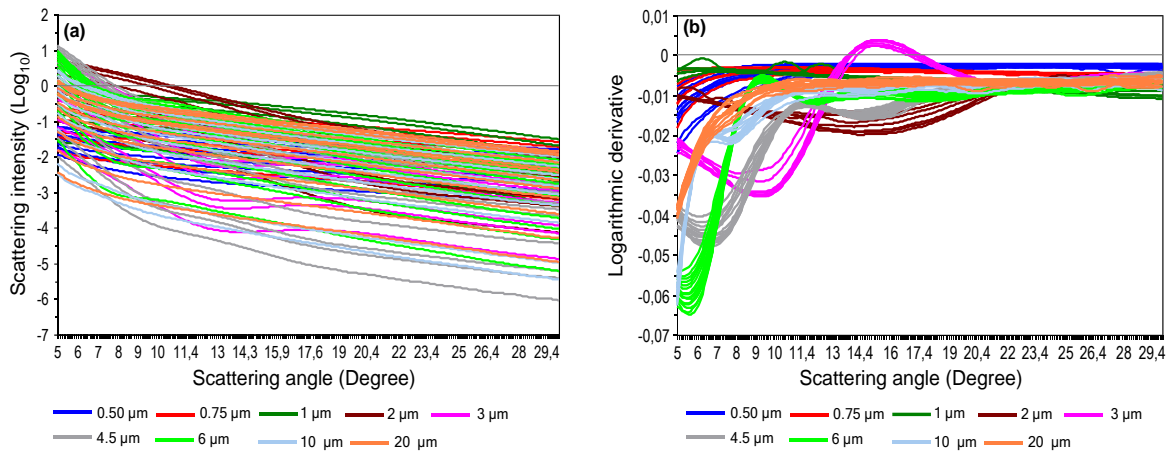 (a)
Scattering intensity (Log10)
2
1
0
-1
-2
-3
-4
-5
-6
-7
5 6 7 8 9 10 11,4 13 14,3 15,9 17,6 19 20,4 22 23,4 25 26,4 28 29,4
Scattering angle (Degree)
0.50 µm 0.75 µm 1 µm 2 µm 3 µm
4.5 µm 6 µm 10 µm 20 µm
(b)
Logarithmic derivative
0,01
0
-0,01
-0,02
-0,03
-0,04
-0,05
-0,06
-0,07
5 6 7 8 9 10 11,4 13 14,4 16 17,4 19 20,4 22 23,4 25 26,4 28 29,4
Scattering angle (Degree)
0.50 µm 0.75 µm 1 µm 2 µm 3 µm
4.5 µm 6 µm 10 µm 20 µm